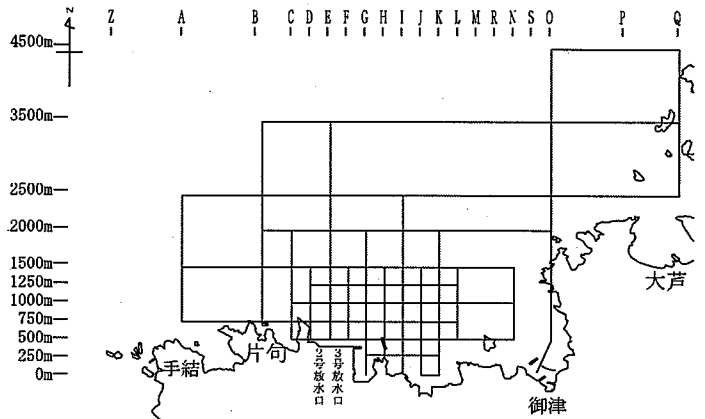 N
Z A B C D E F G H I J K L M R N S O P Q
4500m
3500m
2500m
2000m
1500m
1250m
1000m
750m
500m
250m
0m
大芦
手結
片句
2号放水口
3号放水口
御津